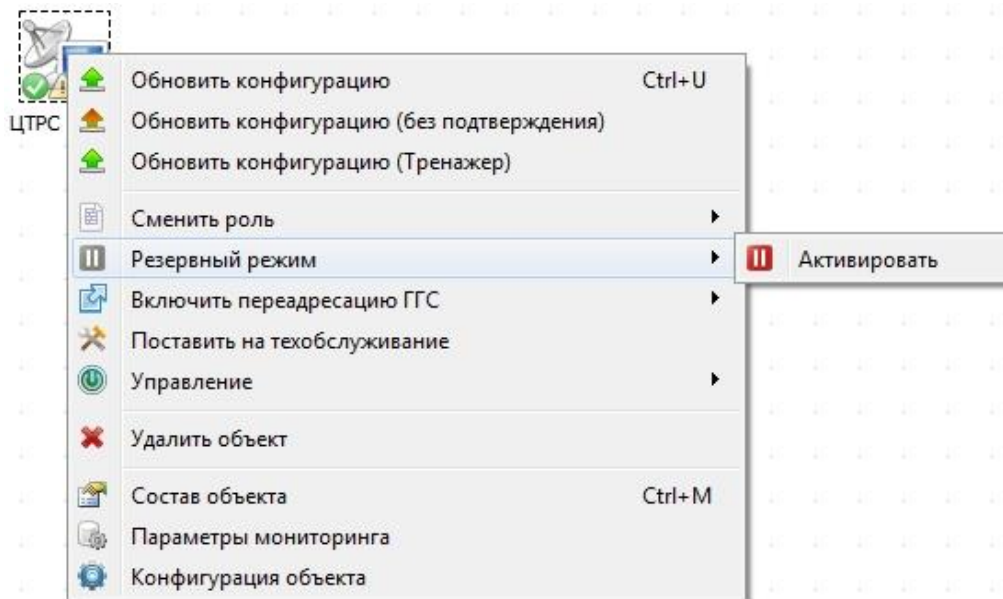 ЦТРС
Обновить конфигурацию Ctrl+U
Обновить конфигурацию (без подтверждения)
Обновить конфигурацию (Тренажер)
Сменить роль
Резервный режим
Активировать
Включить переадресацию ГГС
Поставить на техобслуживание
Управление
Удалить объект
Состав объекта Ctrl+M
Параметры мониторинга
Конфигурация объекта